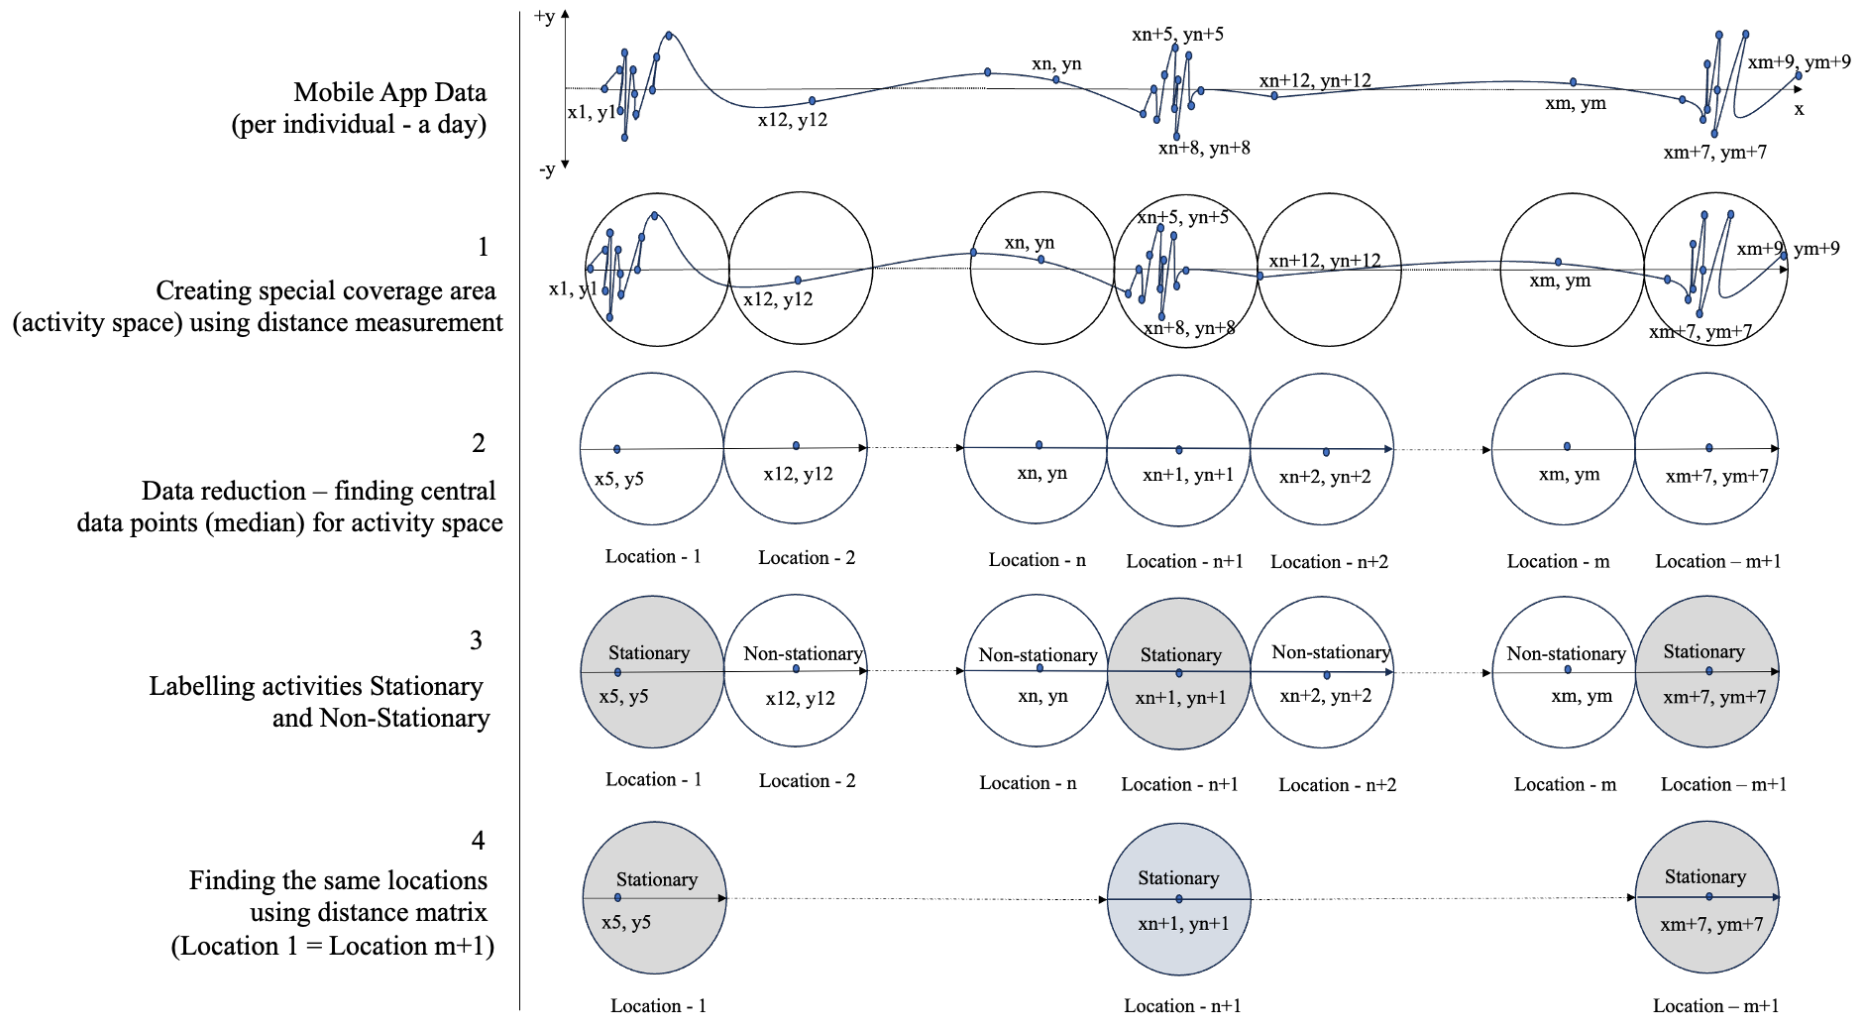 +y
xn+5, yn+5
xn, yn
xm+9, ym+9
Mobile App Data
(per individual - a day)
x1, y1
x12, y12
xn+12, yn+12
xm, ym
x
xn+8, yn+8
xm+7, ym+7
-y
1
Creating special coverage area
(activity space) using distance measurement
xn+5, yn+5
xn, yn
xm+9, ym+9
xn+12, yn+12
x1, y1
x12, y12
xm, ym
xn+8, yn+8
xm+7, ym+7
2
Data reduction – finding central
data points (median) for activity space
x5, y5
x12, y12
xn, yn
xn+1, yn+1
xn+2, yn+2
xm, ym
xm+7, ym+7
Location - 1
Location - 2
Location - n
Location - n+1
Location - n+2
Location - m
Location – m+1
3
Labelling activities Stationary
and Non-Stationary
Stationary
Non-stationary
Non-stationary
Stationary
Non-stationary
Non-stationary
Stationary
x5, y5
x12, y12
xn, yn
xn+1, yn+1
xn+2, yn+2
xm, ym
xm+7, ym+7
Location - 1
Location - 2
Location - n
Location - n+1
Location - n+2
Location - m
Location – m+1
4
Finding the same locations
using distance matrix
(Location 1 = Location m+1)
Stationary
Stationary
Stationary
x5, y5
xn+1, yn+1
xm+7, ym+7
Location - 1
Location - n+1
Location – m+1